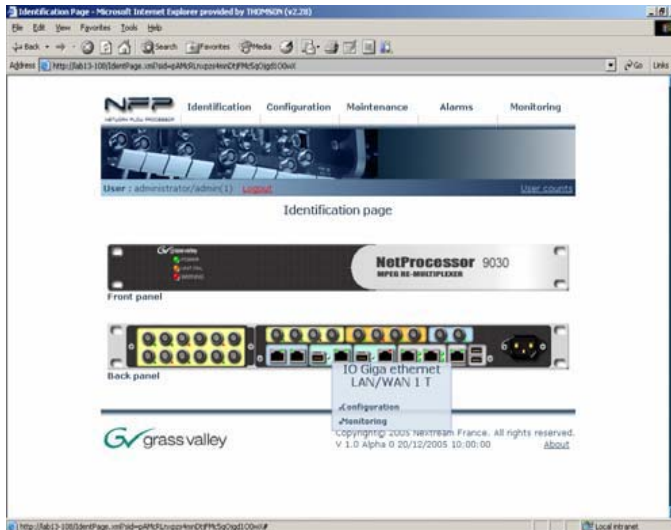 Identification Page - Microsoft Internet Explorer provided by THOMSON (v2.28)
File Edit View Favorites Tools Help
Back Search Favorites Media
Address Go Links
NFP Identification Configuration Maintenance Alarms Monitoring
NETWORK FLOW PROCESSOR
User : administrator/admin(1) Logout User counts
Identification page
Grass valley
POWER
WARNING
NetProcessor 9030
MPEG RE-MULTIPLEXER
Front panel
Back panel
IO Giga ethernet
LAN/WAN 1 T
Configuration
Monitoring
grass valley
Copyright© 2005 Nextream France. All rights reserved.
V 1.0 Alpha 0 20/12/2005 10:00:00 About
Local intranet